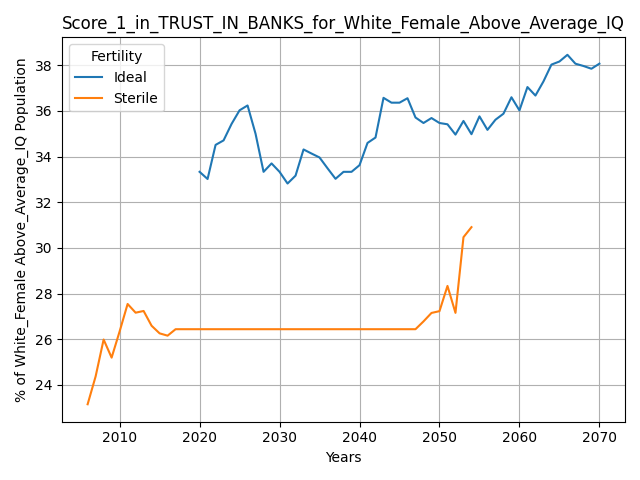 Score_1_in_TRUST_IN_BANKS_for_White_Female_Above_Average_IQ
Fertility
Ideal
Sterile
% of White_Female Above_Average_IQ Population
38
36
34
32
30
28
26
24
2010
2020
2030
2040
2050
2060
2070
Years